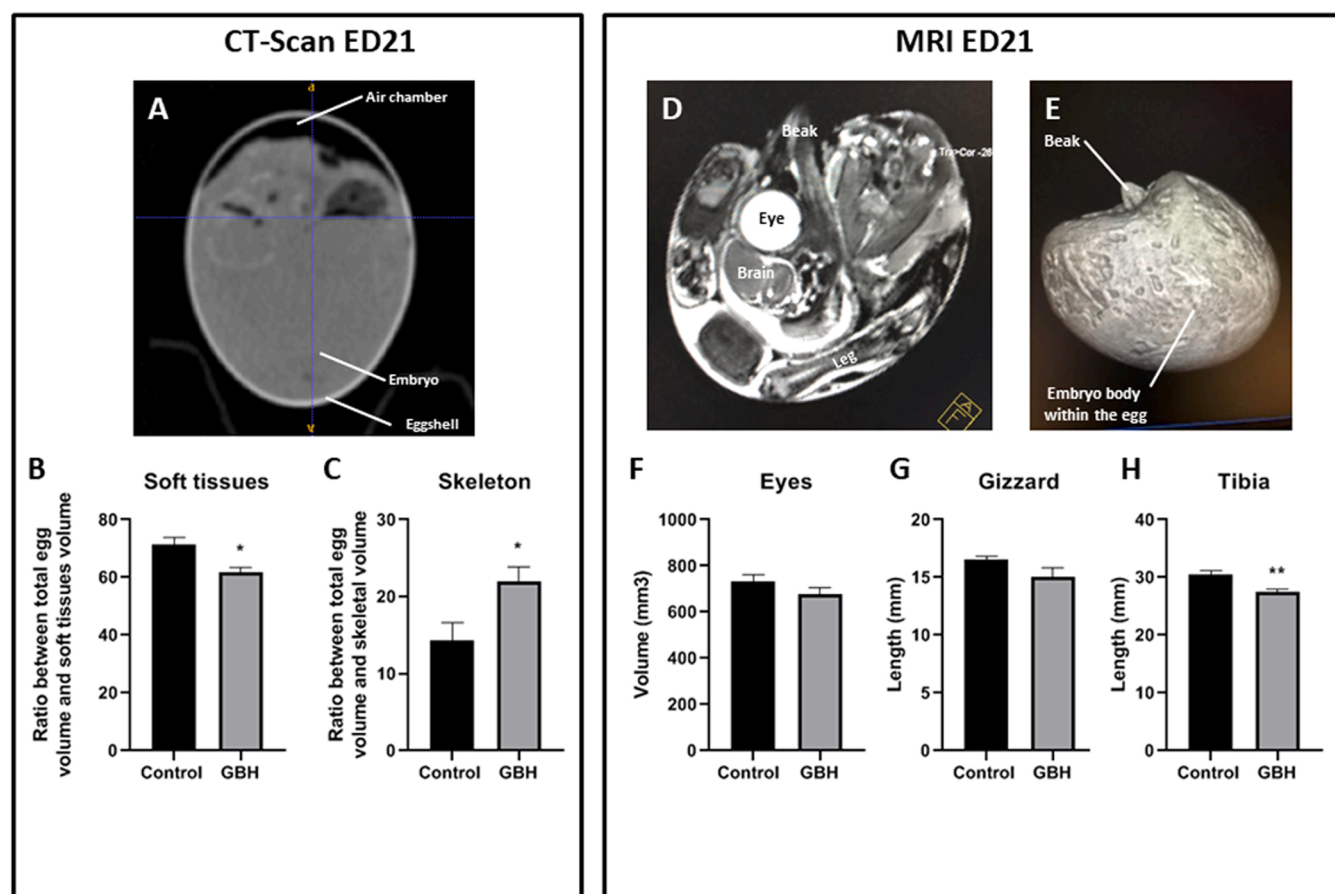 CT-Scan ED21
A
Air chamber
Embryo
Eggshell
B
Soft tissues
Ratio between total egg
volume and soft tissues volume
80
60
40
20
0
Control GBH
*
C
Skeleton
Ratio between total egg
volume and skeletal volume
30
20
10
0
Control GBH
*
MRI ED21
D
Beak
Tra>Cor -26
Eye
Brain
Leg
E
Beak
Embryo body
within the egg
F
Eyes
Volume (mm3)
1000
800
600
400
200
0
Control GBH
G
Gizzard
Length (mm)
20
15
10
5
0
Control GBH
H
Tibia
Length (mm)
40
30
20
10
0
Control GBH
**